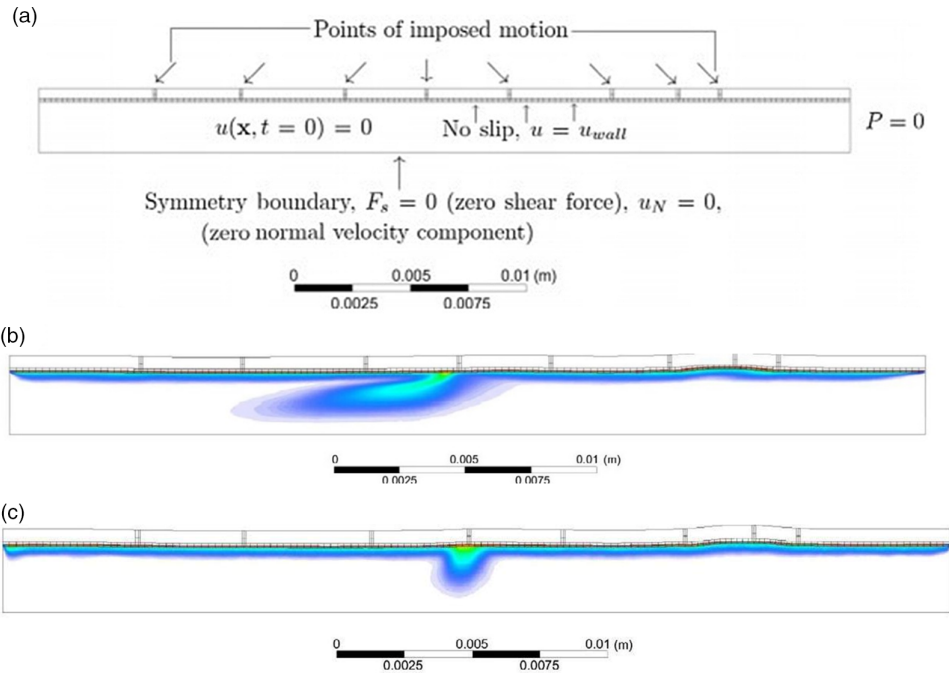 (a)
Points of imposed motion
u(x, t = 0) = 0
No slip, u = u_wall
P = 0
Symmetry boundary, F_s = 0 (zero shear force), u_N = 0,
(zero normal velocity component)
0 0.005 0.01 (m)
0.0025 0.0075
(b)
0 0.005 0.01 (m)
0.0025 0.0075
(c)
0 0.005 0.01 (m)
0.0025 0.0075